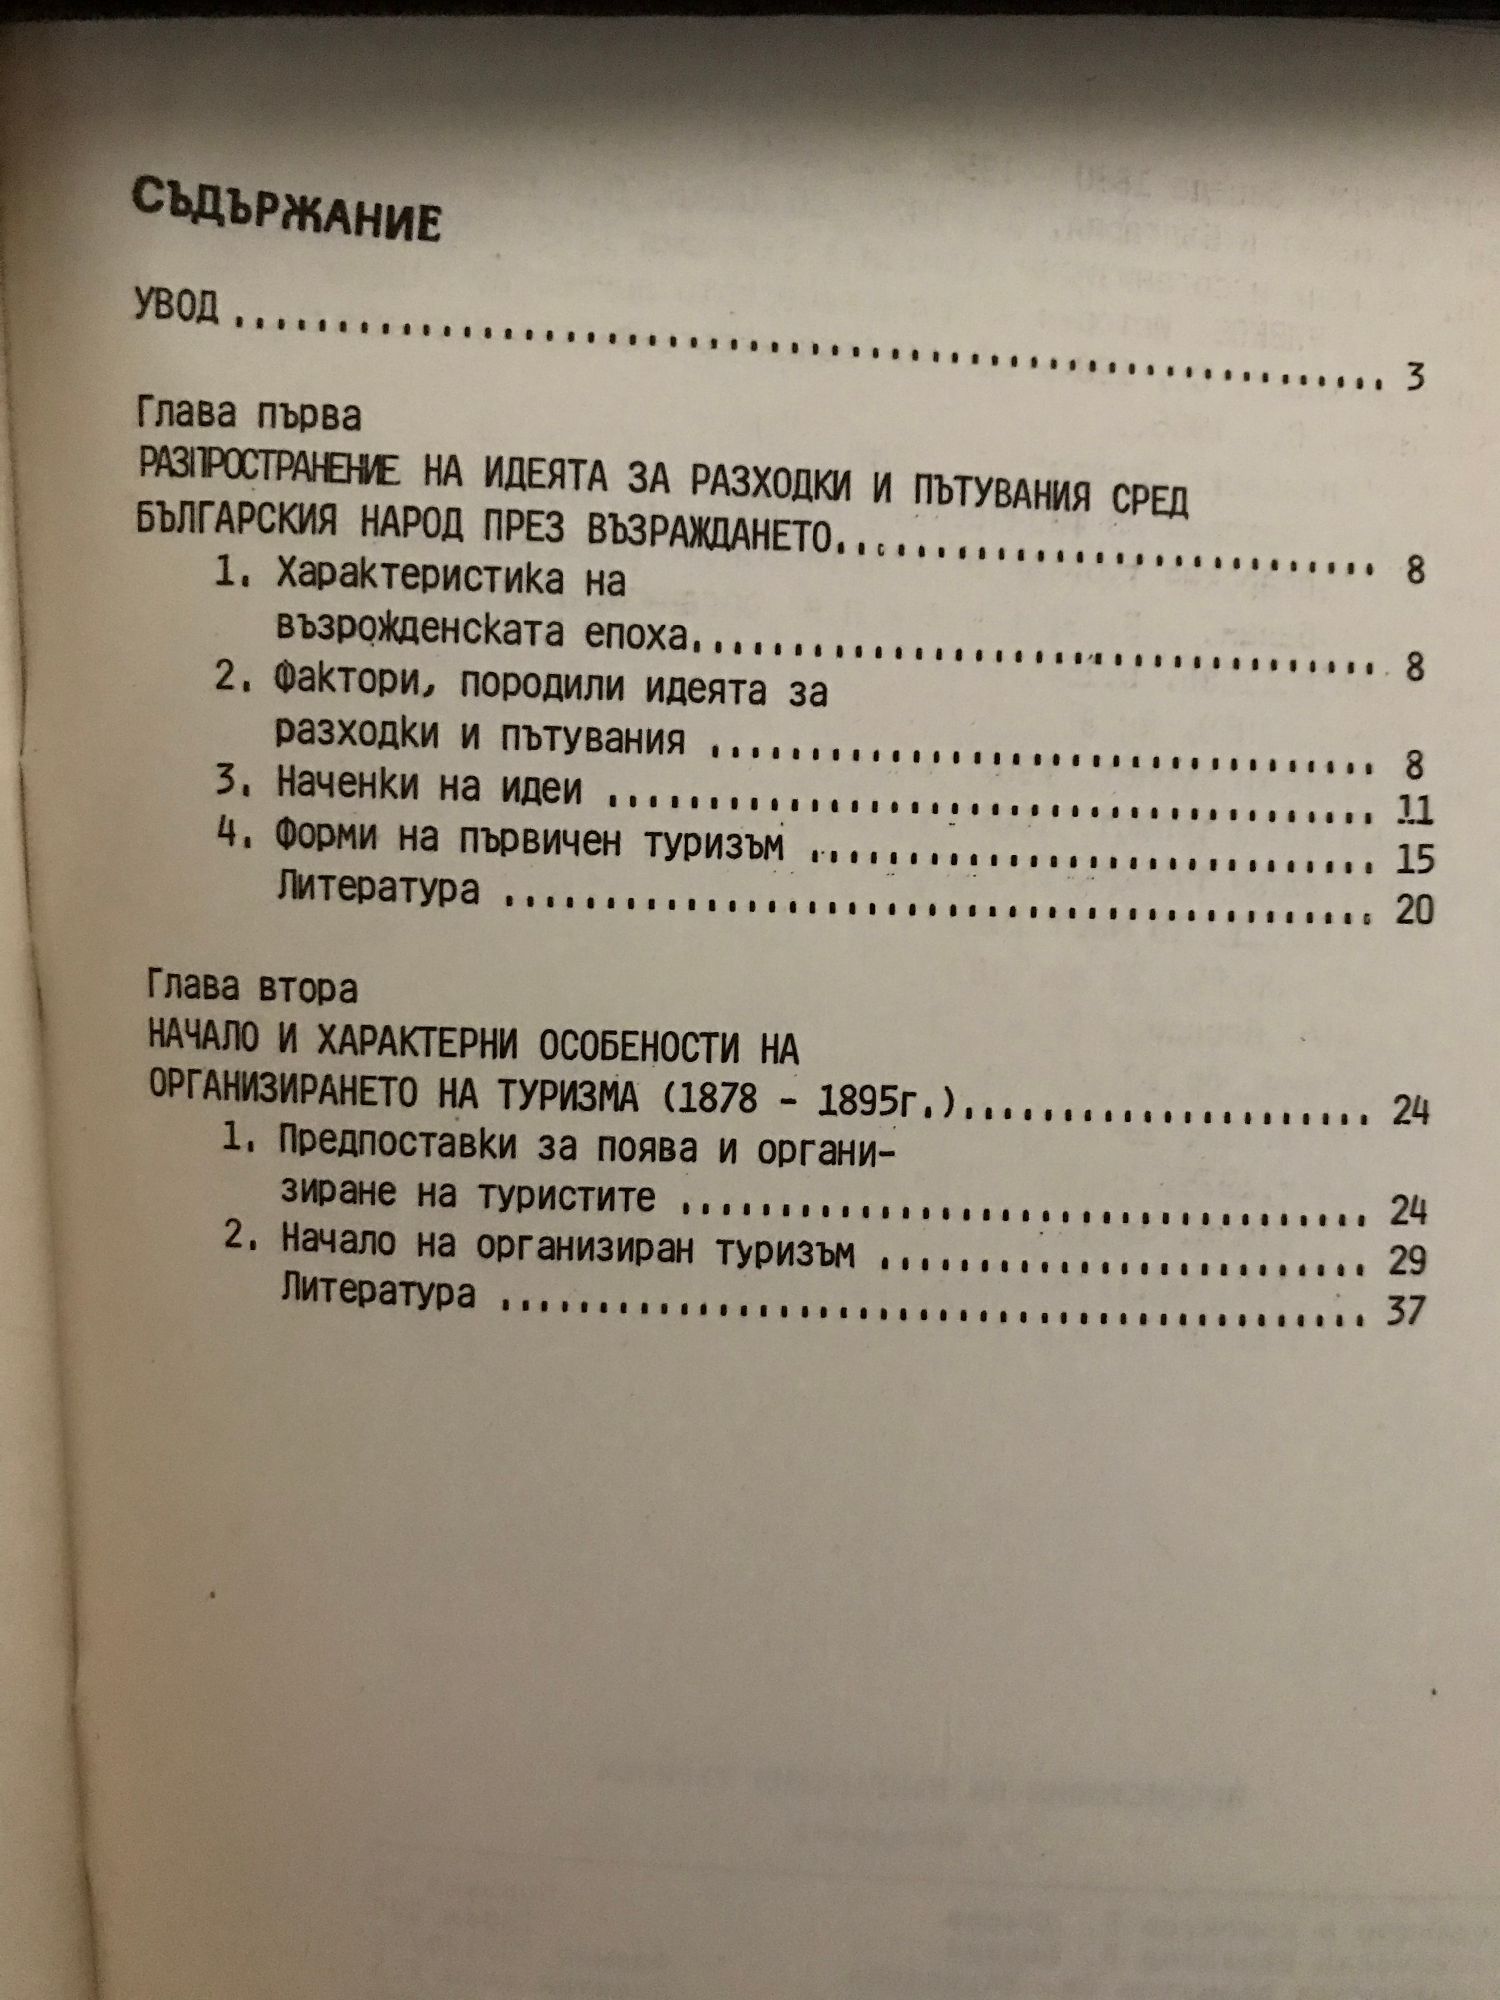 СЪДЪРЖАНИЕ
УВОД ........................................................ 3
Глава първа
РАЗПРОСТРАНЕНИЕ НА ИДЕЯТА ЗА РАЗХОДКИ И ПЪТУВАНИЯ СРЕД
БЪЛГАРСКИЯ НАРОД ПРЕЗ ВЪЗРАЖДАНЕТО............................ 8
1. Характеристика на
възрожденската епоха................................... 8
2. Фактори, породили идеята за
разходки и пътувания .................................. 8
3. Наченки на идеи ....................................... 11
4. Форми на първичен туризъм ............................. 15
Литература ............................................ 20
Глава втора
НАЧАЛО И ХАРАКТЕРНИ ОСОБЕНОСТИ НА
ОРГАНИЗИРАНЕТО НА ТУРИЗМА (1878 - 1895г.)..................... 24
1. Предпоставки за поява и органи-
зиране на туристите ................................... 24
2. Начало на организиран туризъм ......................... 29
Литература ............................................ 37